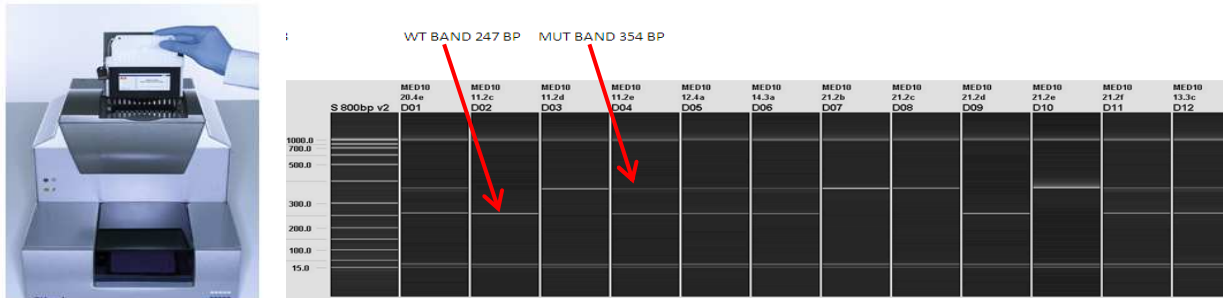 WT BAND 247 BP MUT BAND 354 BP
MED10 MED10 MED10 MED10 MED10 MED10 MED10 MED10 MED10 MED10 MED10 MED10
20.4e 11.2c 11.2d 11.2e 12.4a 14.3a 21.2b 21.2c 21.2d 21.2e 21.2f 13.3c
S 800bp v2 D01 D02 D03 D04 D05 D06 D07 D08 D09 D10 D11 D12
1000.0
700.0
500.0
300.0
200.0
100.0
15.0